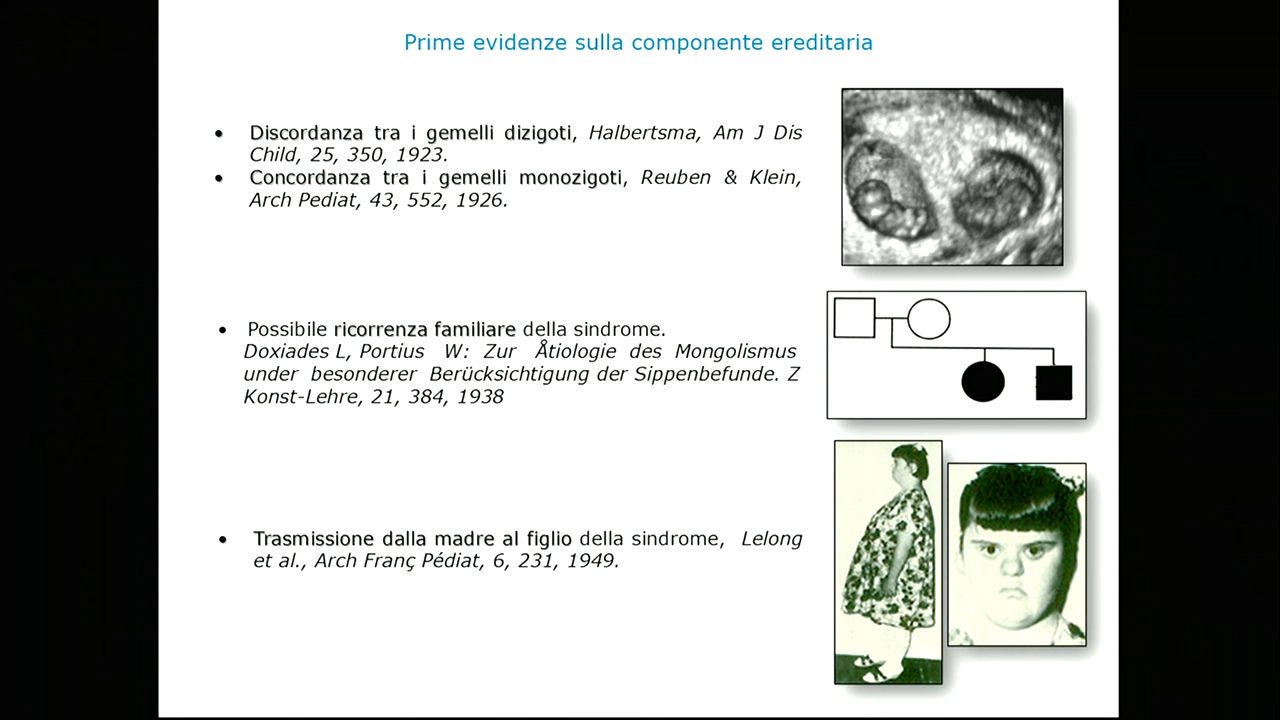 Prime evidenze sulla componente ereditaria
• Discordanza tra i gemelli dizigoti, Halbertsma, Am J Dis
Child, 25, 350, 1923.
• Concordanza tra i gemelli monozigoti, Reuben & Klein,
Arch Pediat, 43, 552, 1926.
• Possibile ricorrenza familiare della sindrome.
Doxiades L, Portius W: Zur Åtiologie des Mongolismus
under besonderer Berücksichtigung der Sippenbefunde. Z
Konst-Lehre, 21, 384, 1938
• Trasmissione dalla madre al figlio della sindrome, Lelong
et al., Arch Franç Pédiat, 6, 231, 1949.